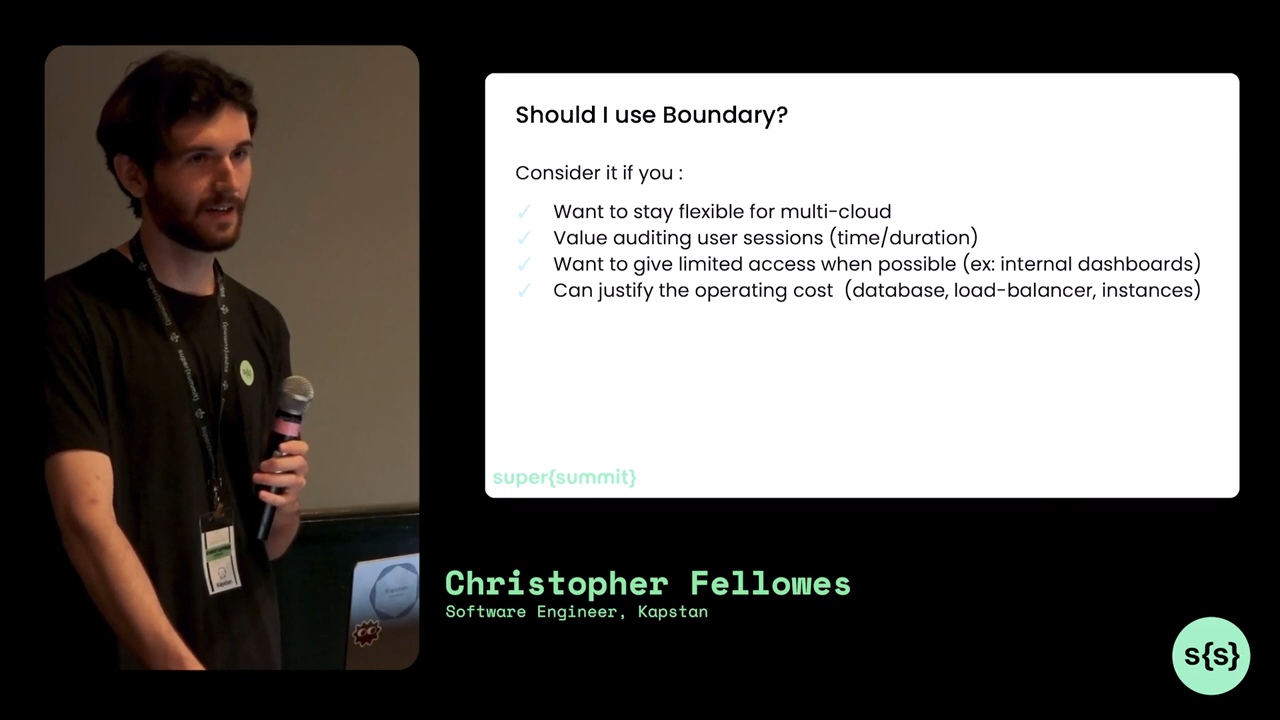 Should I use Boundary?
Consider it if you :
✓ Want to stay flexible for multi-cloud
✓ Value auditing user sessions (time/duration)
✓ Want to give limited access when possible (ex: internal dashboards)
✓ Can justify the operating cost (database, load-balancer, instances)
super{summit}
Christopher Fellowes
Software Engineer, Kapstan
s{s}
s{s}